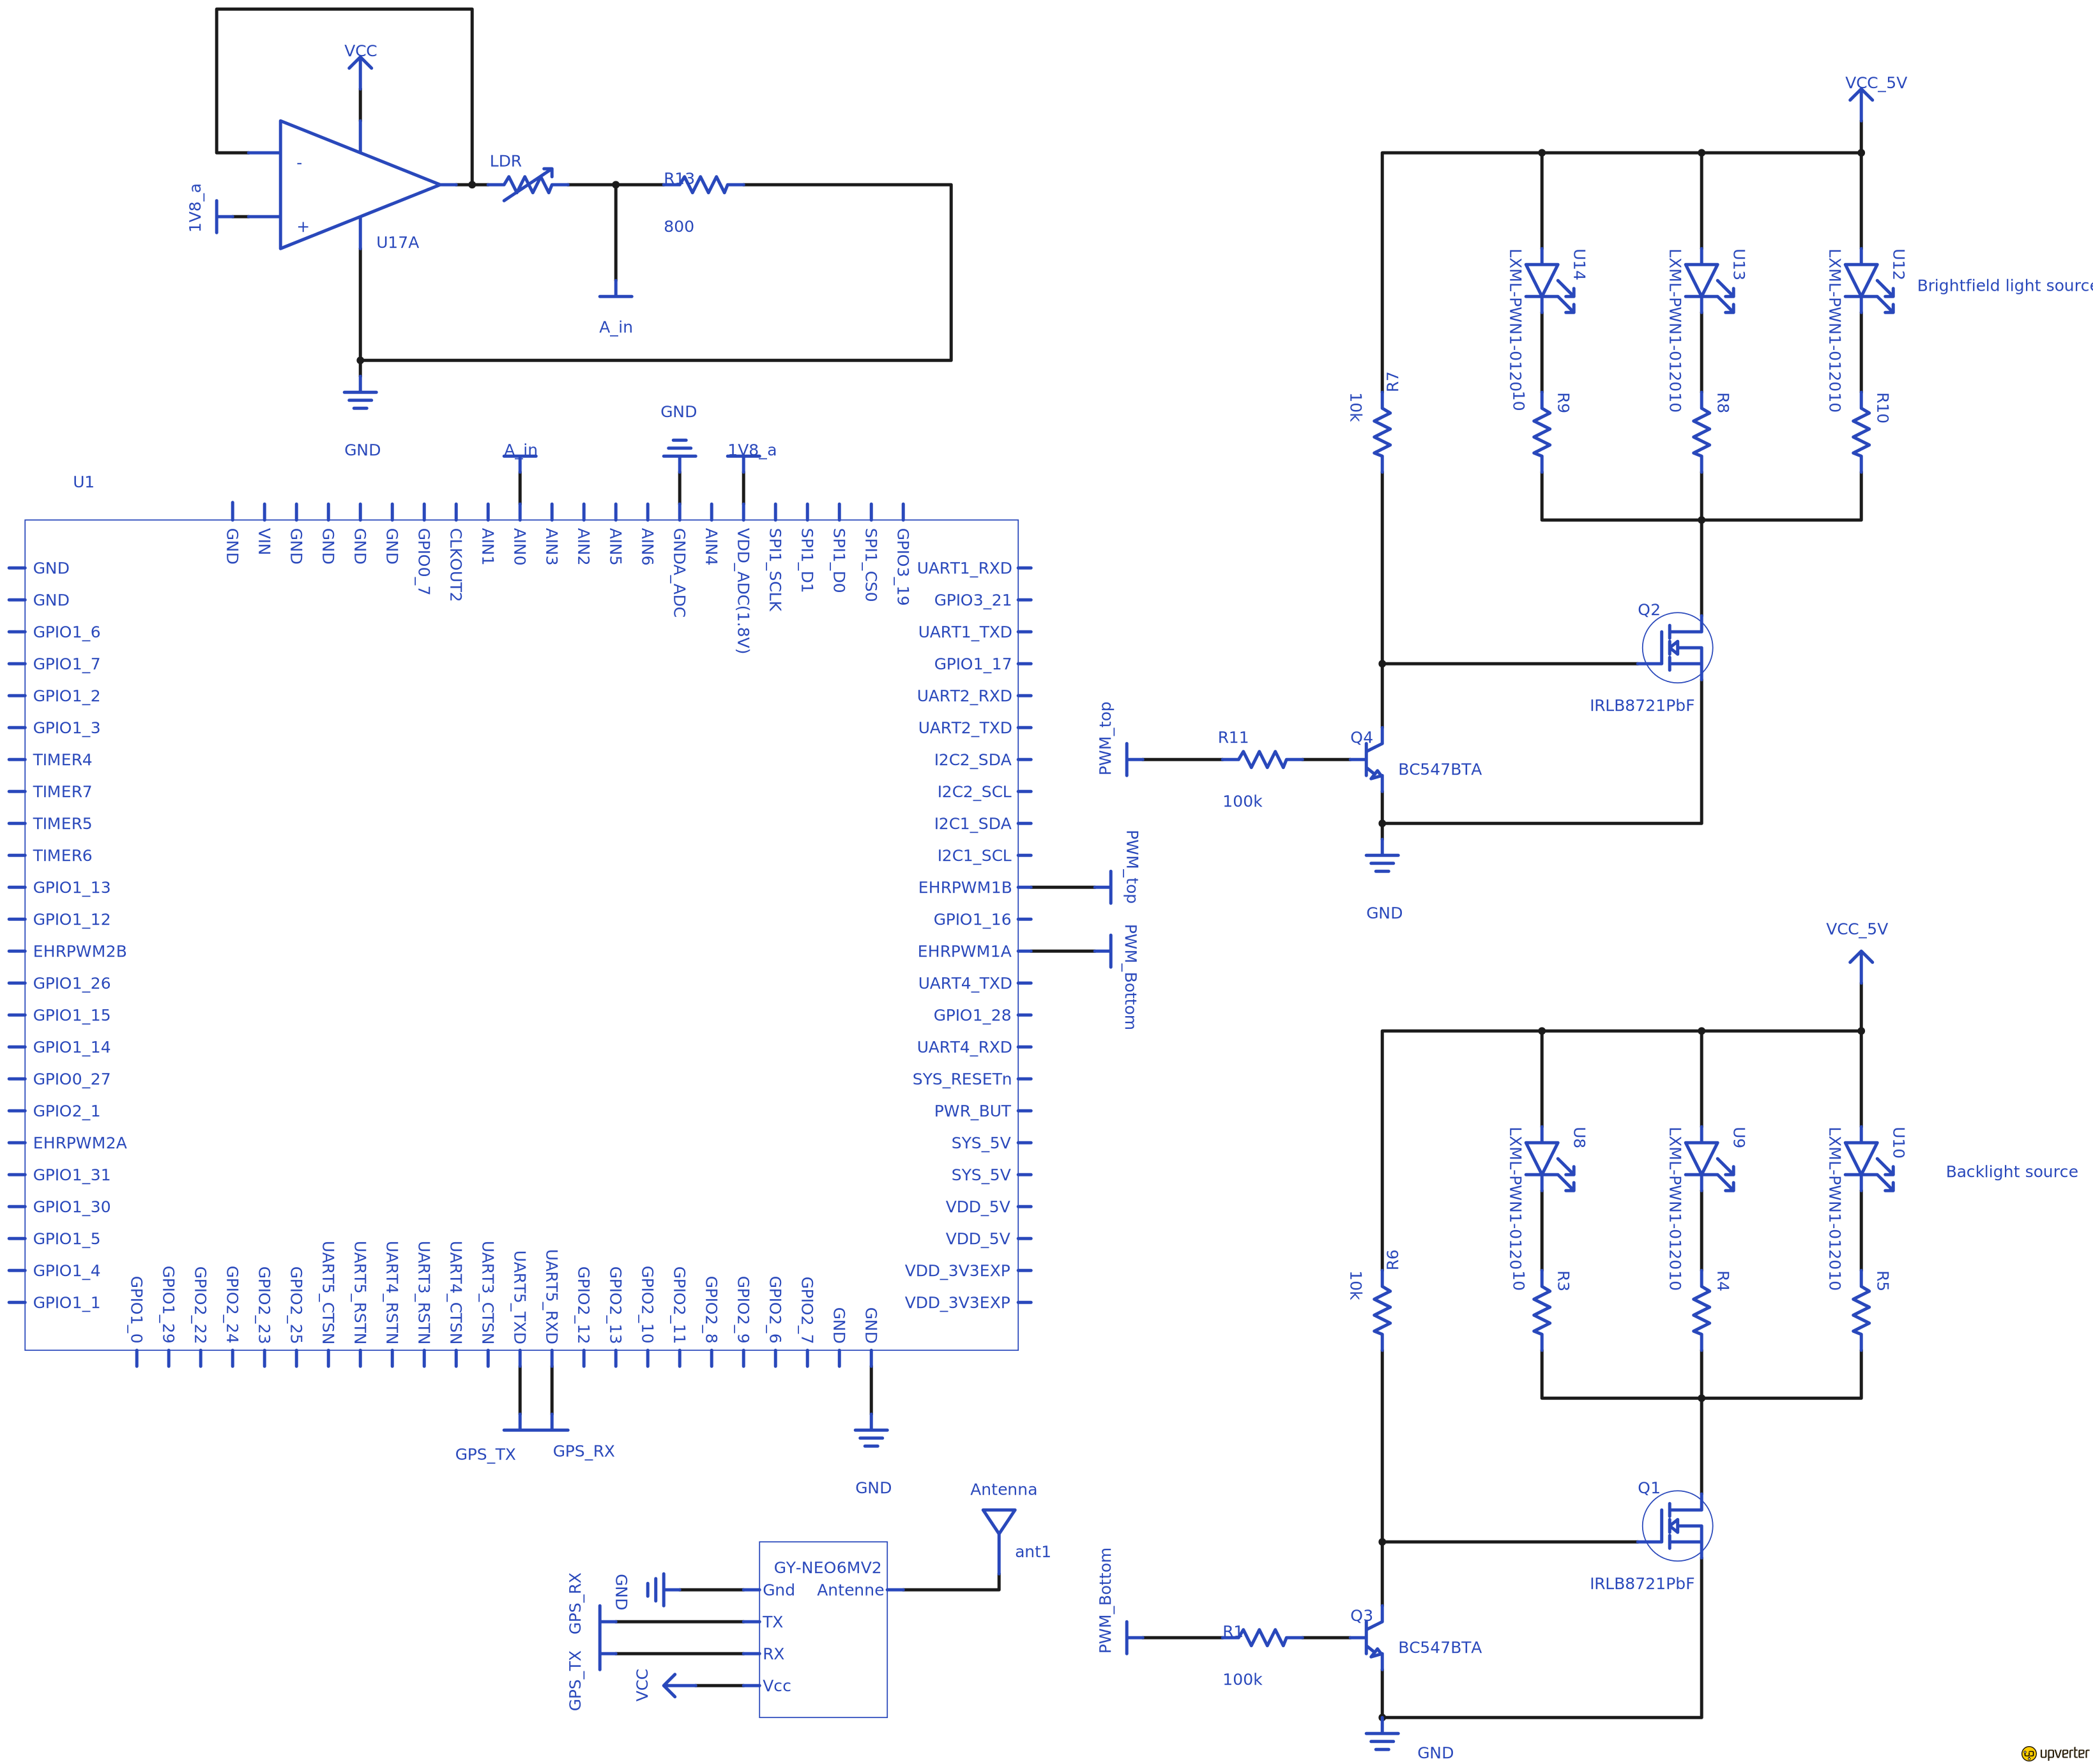 VCC
LDR
R13
800
-
+
1V8_a
U17A
A_in
GND
VCC_5V
U14
LXML-PWN1-012010
U13
LXML-PWN1-012010
U12
LXML-PWN1-012010
Brightfield light source
R7
10k
R9
R8
R10
Q2
IRLB8721PbF
PWM_top
R11
100k
Q4
BC547BTA
GND
GND
A_in
1V8_a
U1
GND
VIN
GND
GND
GND
GND
GPIO0_7
CLKOUT2
AIN1
AIN0
AIN3
AIN2
AIN5
AIN6
GNDA_ADC
AIN4
VDD_ADC(1.8V)
SPI1_SCLK
SPI1_D1
SPI1_D0
SPI1_CS0
GPIO3_19
GND
GND
GPIO1_6
GPIO1_7
GPIO1_2
GPIO1_3
TIMER4
TIMER7
TIMER5
TIMER6
GPIO1_13
GPIO1_12
EHRPWM2B
GPIO1_26
GPIO1_15
GPIO1_14
GPIO0_27
GPIO2_1
EHRPWM2A
GPIO1_31
GPIO1_30
GPIO1_5
GPIO1_4
GPIO1_1
UART1_RXD
GPIO3_21
UART1_TXD
GPIO1_17
UART2_RXD
UART2_TXD
I2C2_SDA
I2C2_SCL
I2C1_SDA
I2C1_SCL
EHRPWM1B
GPIO1_16
EHRPWM1A
UART4_TXD
GPIO1_28
UART4_RXD
SYS_RESETn
PWR_BUT
SYS_5V
SYS_5V
VDD_5V
VDD_5V
VDD_3V3EXP
VDD_3V3EXP
PWM_top
PWM_Bottom
GPIO1_0
GPIO1_29
GPIO2_22
GPIO2_24
GPIO2_23
GPIO2_25
UART5_CTSN
UART5_RSTN
UART4_RSTN
UART3_RSTN
UART4_CTSN
UART3_CTSN
UART5_TXD
UART5_RXD
GPIO2_12
GPIO2_13
GPIO2_10
GPIO2_11
GPIO2_8
GPIO2_9
GPIO2_6
GPIO2_7
GND
GND
GPS_TX
GPS_RX
GND
Antenna
ant1
GY-NEO6MV2
Gnd
Antenne
TX
RX
Vcc
GND
GPS_RX
GPS_TX
VCC
VCC_5V
U8
LXML-PWN1-012010
U9
LXML-PWN1-012010
U10
LXML-PWN1-012010
Backlight source
R6
10k
R3
R4
R5
Q1
IRLB8721PbF
PWM_Bottom
R1
100k
Q3
BC547BTA
GND
up upverter